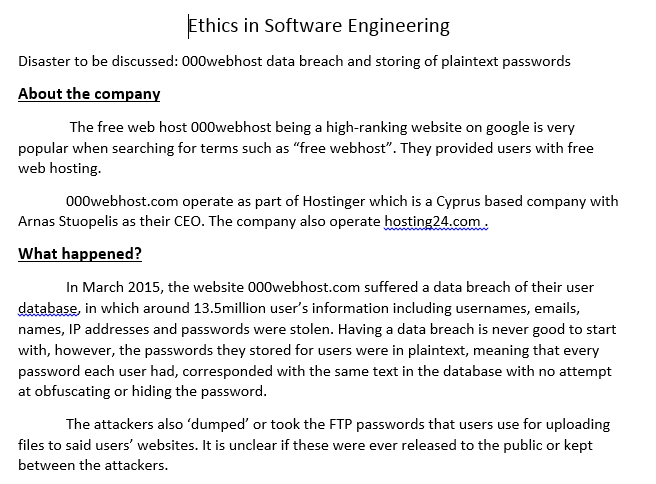 Ethics in Software Engineering
Disaster to be discussed: 000webhost data breach and storing of plaintext passwords
About the company
The free web host 000webhost being a high-ranking website on google is very
popular when searching for terms such as “free webhost”. They provided users with free
web hosting.
000webhost.com operate as part of Hostinger which is a Cyprus based company with
Arnas Stuopelis as their CEO. The company also operate hosting24.com .
What happened?
In March 2015, the website 000webhost.com suffered a data breach of their user
database, in which around 13.5million user’s information including usernames, emails,
names, IP addresses and passwords were stolen. Having a data breach is never good to start
with, however, the passwords they stored for users were in plaintext, meaning that every
password each user had, corresponded with the same text in the database with no attempt
at obfuscating or hiding the password.
The attackers also ‘dumped’ or took the FTP passwords that users use for uploading
files to said users’ websites. It is unclear if these were ever released to the public or kept
between the attackers.